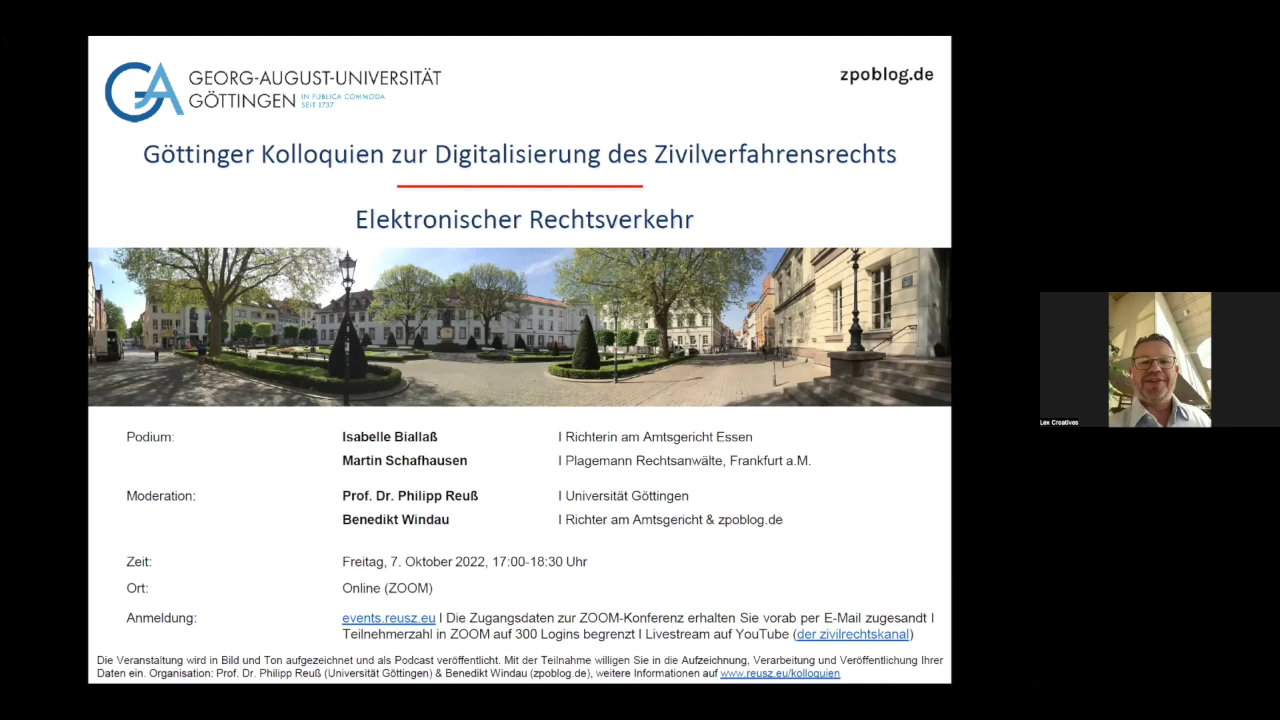 GEORG-AUGUST-UNIVERSITÄT
GÖTTINGEN IN PUBLICA COMMODA
SEIT 1737
zpoblog.de
Göttinger Kolloquien zur Digitalisierung des Zivilverfahrensrechts
Elektronischer Rechtsverkehr
Podium: Isabelle Biallaß I Richterin am Amtsgericht Essen
Martin Schafhausen I Plagemann Rechtsanwälte, Frankfurt a.M.
Moderation: Prof. Dr. Philipp Reuß I Universität Göttingen
Benedikt Windau I Richter am Amtsgericht & zpoblog.de
Zeit: Freitag, 7. Oktober 2022, 17:00-18:30 Uhr
Ort: Online (ZOOM)
Anmeldung: events.reusz.eu I Die Zugangsdaten zur ZOOM-Konferenz erhalten Sie vorab per E-Mail zugesandt I
Teilnehmerzahl in ZOOM auf 300 Logins begrenzt I Livestream auf YouTube (der zivilrechtskanal)
Die Veranstaltung wird in Bild und Ton aufgezeichnet und als Podcast veröffentlicht. Mit der Teilnahme willigen Sie in die Aufzeichnung, Verarbeitung und Veröffentlichung Ihrer
Daten ein. Organisation: Prof. Dr. Philipp Reuß (Universität Göttingen) & Benedikt Windau (zpoblog.de), weitere Informationen auf www.reusz.eu/kolloquien
Lex Creatives